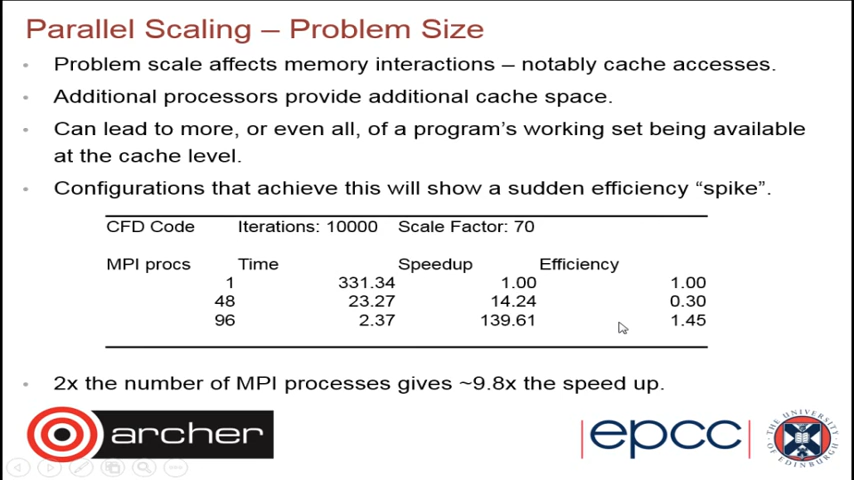 Parallel Scaling – Problem Size
Problem scale affects memory interactions – notably cache accesses.
Additional processors provide additional cache space.
Can lead to more, or even all, of a program's working set being available
at the cache level.
Configurations that achieve this will show a sudden efficiency “spike”.
CFD Code Iterations: 10000 Scale Factor: 70
MPI procs Time Speedup Efficiency
1 331.34 1.00 1.00
48 23.27 14.24 0.30
96 2.37 139.61 1.45
2x the number of MPI processes gives ~9.8x the speed up.
archer
epcc
THE UNIVERSITY OF EDINBURGH